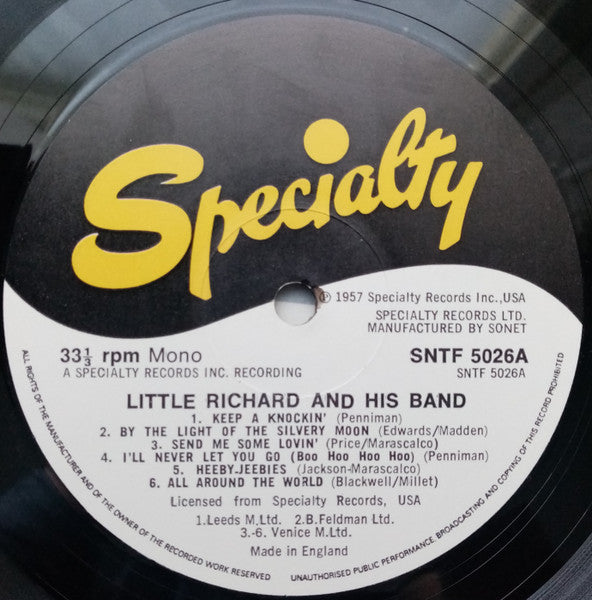 Specialty
℗ 1957 Specialty Records Inc.,USA
SPECIALTY RECORDS LTD.
MANUFACTURED BY SONET
33⅓ rpm Mono
SNTF 5026A
A SPECIALTY RECORDS INC. RECORDING
SNTF 5026A
LITTLE RICHARD AND HIS BAND
1. KEEP A KNOCKIN' (Penniman)
2. BY THE LIGHT OF THE SILVERY MOON (Edwards/Madden)
3. SEND ME SOME LOVIN' (Price/Marascalco)
4. I'LL NEVER LET YOU GO (Boo Hoo Hoo Hoo) (Penniman)
5. HEEBY-JEEBIES (Jackson-Marascalco)
6. ALL AROUND THE WORLD (Blackwell/Millet)
Licensed from Specialty Records, USA
1.Leeds M.Ltd. 2.B.Feldman Ltd.
3.-6. Venice M.Ltd.
Made in England
ALL RIGHTS OF THE MANUFACTURER AND OF THE OWNER OF THE RECORDED WORK RESERVED
UNAUTHORISED PUBLIC PERFORMANCE, BROADCASTING AND COPYING OF THIS RECORD PROHIBITED